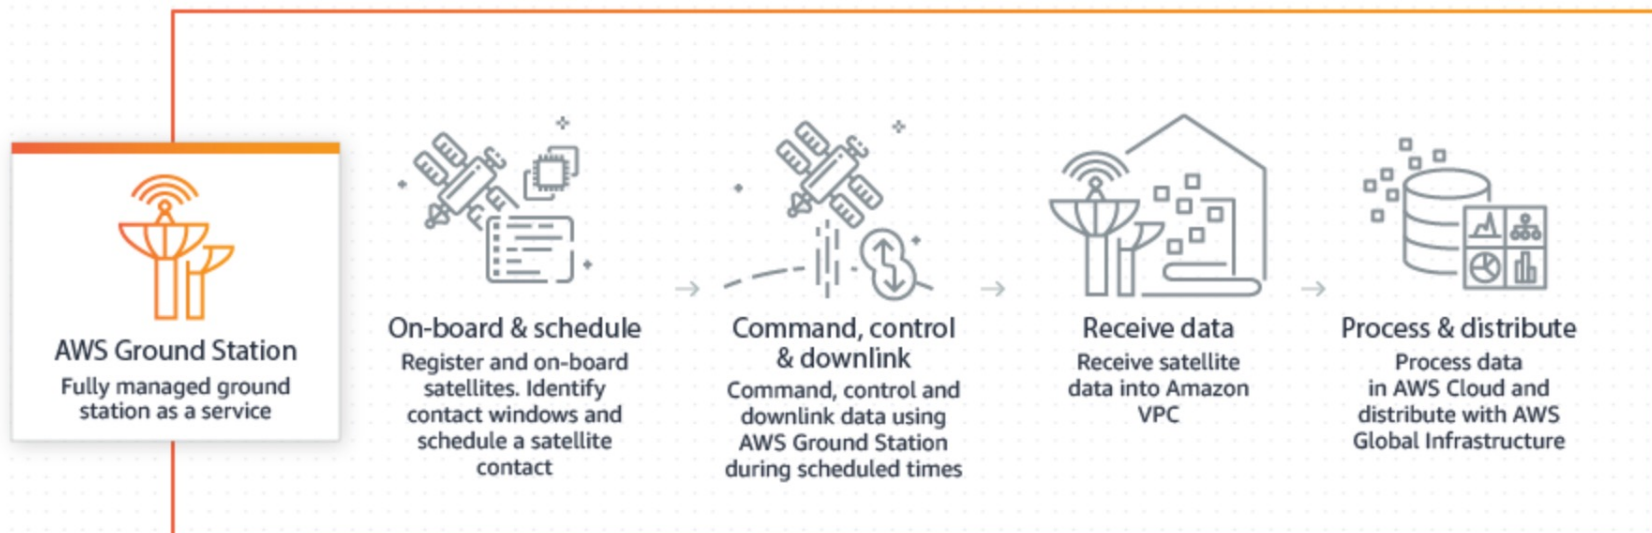 AWS Ground Station
Fully managed ground
station as a service
On-board & schedule
Register and on-board
satellites. Identify
contact windows and
schedule a satellite
contact
Command, control
& downlink
Command, control and
downlink data using
AWS Ground Station
during scheduled times
Receive data
Receive satellite
data into Amazon
VPC
Process & distribute
Process data
in AWS Cloud and
distribute with AWS
Global Infrastructure